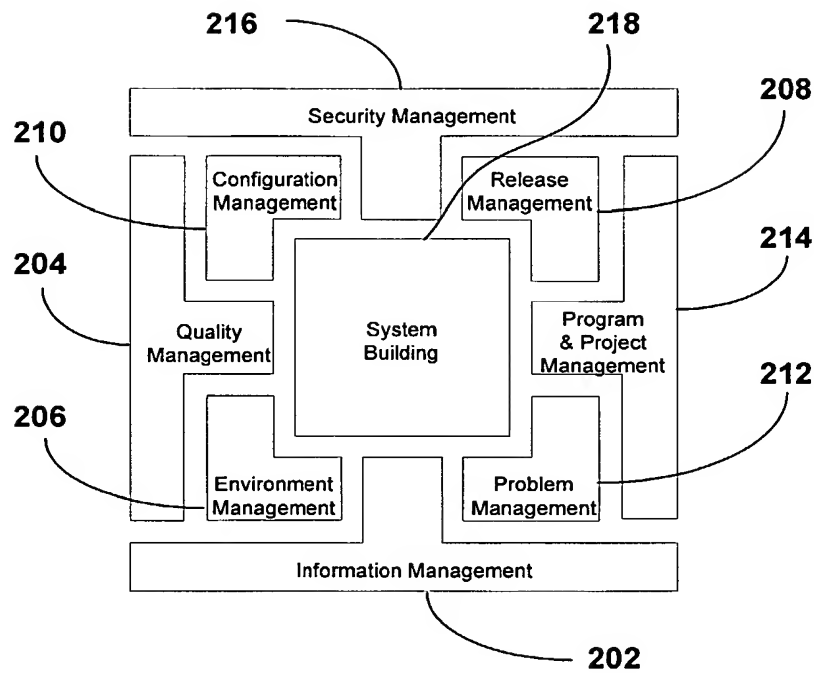 216
218
Security Management
208
210
Configuration
Management
Release
Management
204
214
Quality
Management
System
Building
Program
& Project
Management
212
206
Environment
Management
Problem
Management
Information Management
202